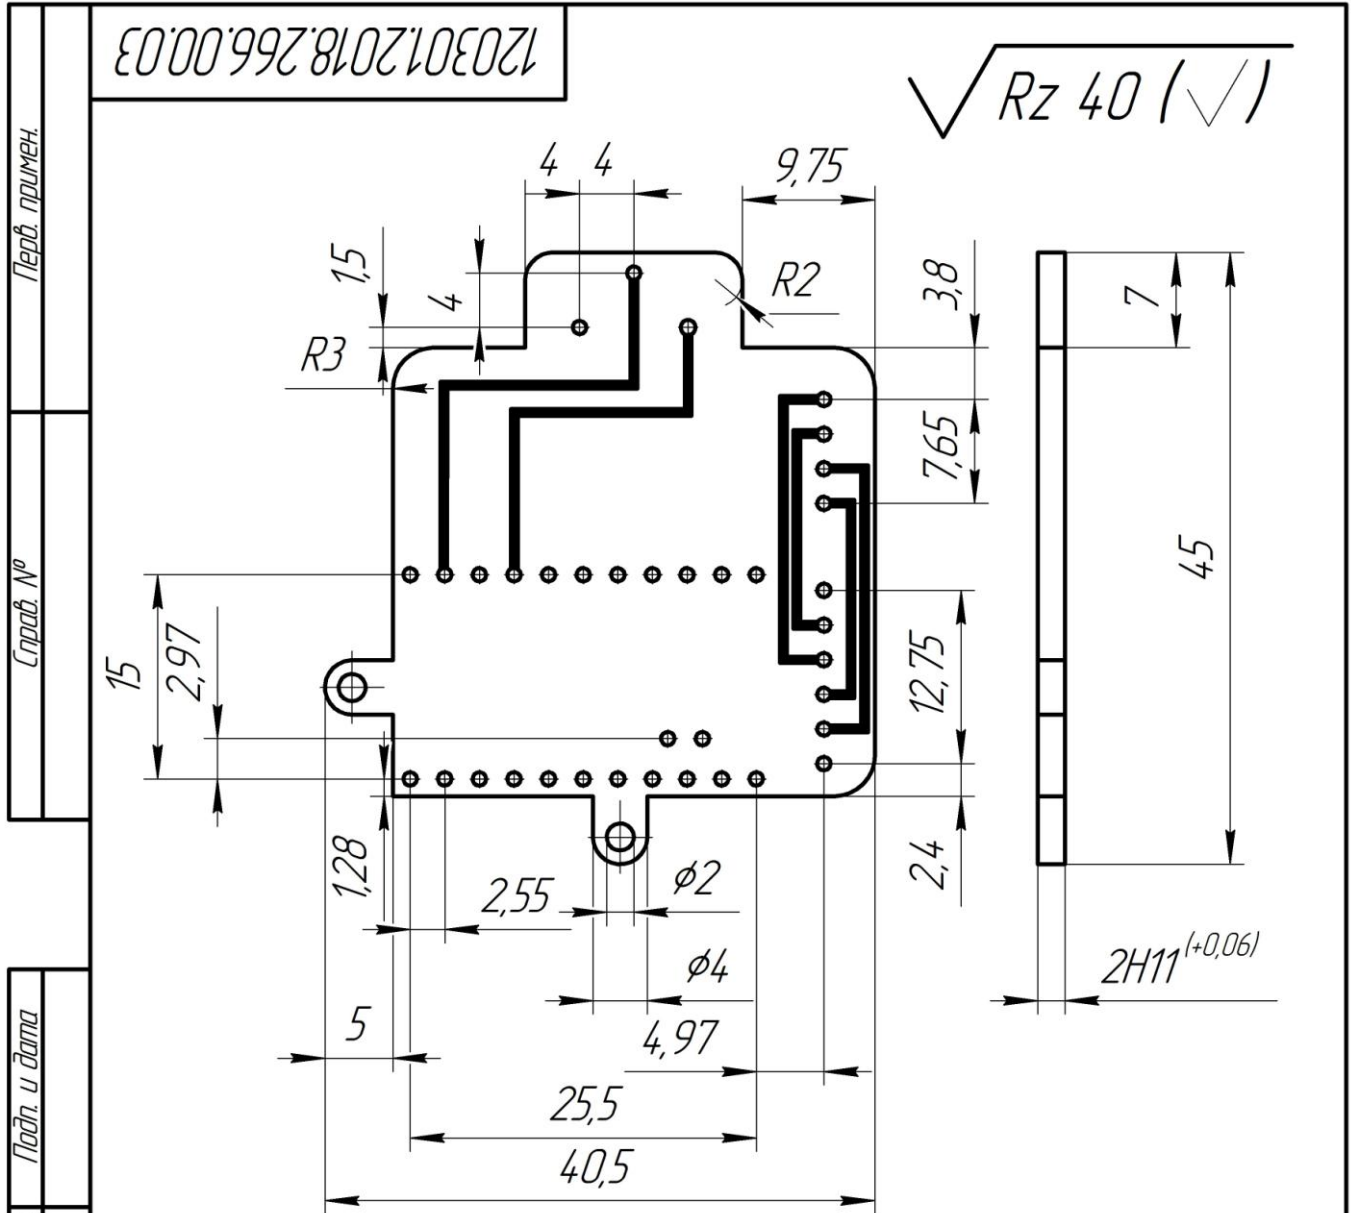 120301.2018.266.00.03
√ Rz 40 (√)
Перв. примен.
Справ. №
Подп. и дата
4
4
9,75
1,5
4
R2
R3
3,8
7,65
7
45
15
2,97
12,75
1,28
2,55
φ2
2,4
φ4
2H11(+0,06)
5
4,97
25,5
40,5